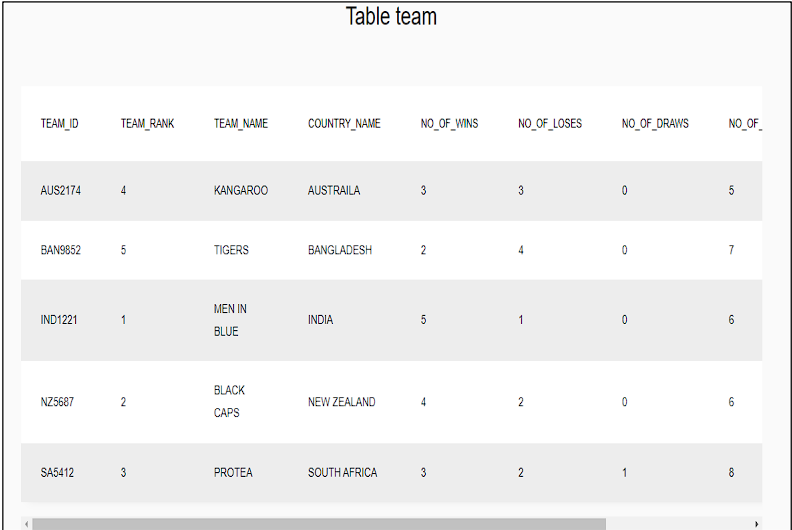 Table team
TEAM_ID TEAM_RANK TEAM_NAME COUNTRY_NAME NO_OF_WINS NO_OF_LOSES NO_OF_DRAWS NO_OF_
AUS2174 4 KANGAROO AUSTRAILA 3 3 0 5
BAN9852 5 TIGERS BANGLADESH 2 4 0 7
IND1221 1 MEN IN BLUE INDIA 5 1 0 6
NZ5687 2 BLACK CAPS NEW ZEALAND 4 2 0 6
SA5412 3 PROTEA SOUTH AFRICA 3 2 1 8